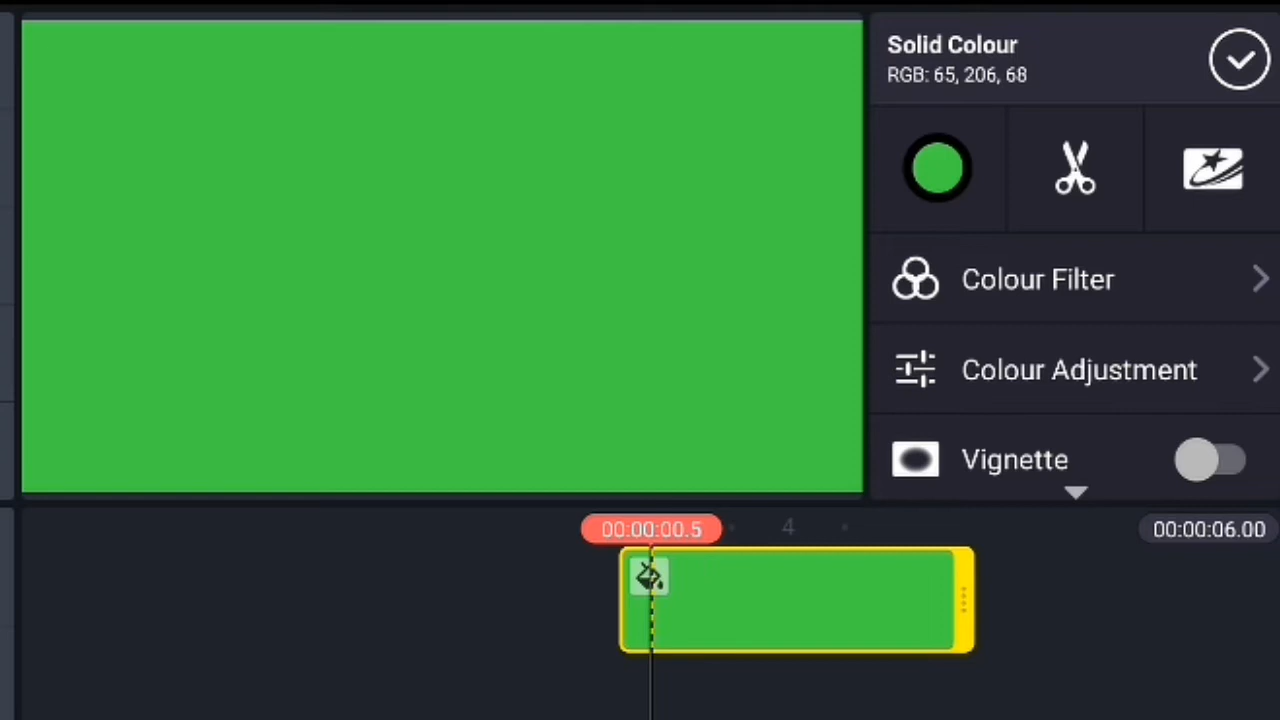 Solid Colour
RGB: 65, 206, 68
Colour Filter
Colour Adjustment
Vignette
00:00:00.5
4
00:00:06.00